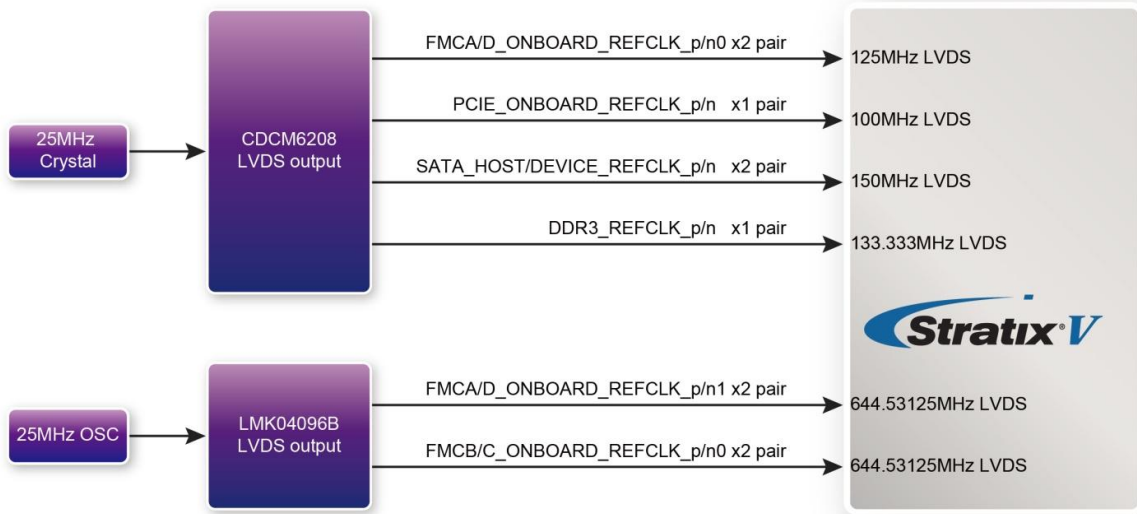 FMCA/D_ONBOARD_REFCLK_p/n0 x2 pair
125MHz LVDS
PCIE_ONBOARD_REFCLK_p/n x1 pair
100MHz LVDS
25MHz
Crystal
CDCM6208
LVDS output
SATA_HOST/DEVICE_REFCLK_p/n x2 pair
150MHz LVDS
DDR3_REFCLK_p/n x1 pair
133.333MHz LVDS
Stratix® V
FMCA/D_ONBOARD_REFCLK_p/n1 x2 pair
644.53125MHz LVDS
25MHz OSC
LMK04096B
LVDS output
FMCB/C_ONBOARD_REFCLK_p/n0 x2 pair
644.53125MHz LVDS